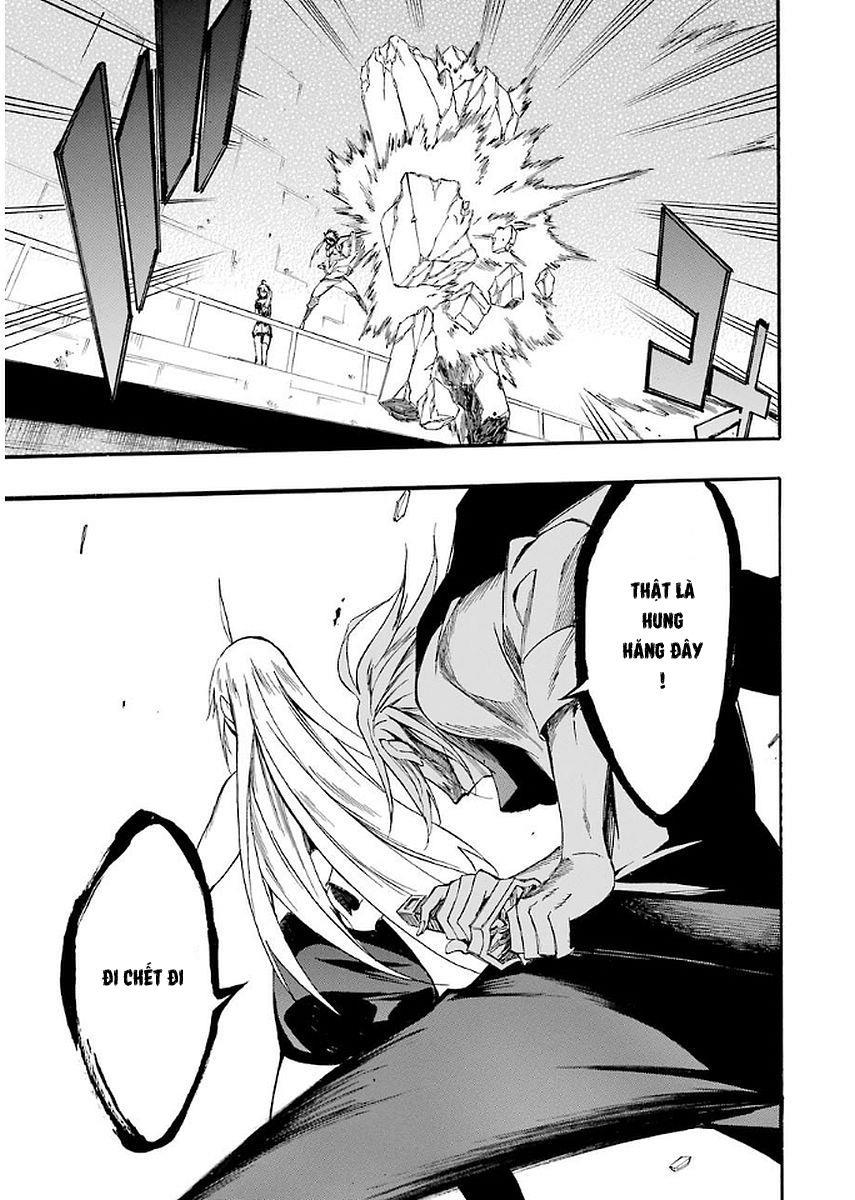 THẬT LÀ
HUNG
HĂNG ĐÂY
!
ĐI CHẾT ĐI